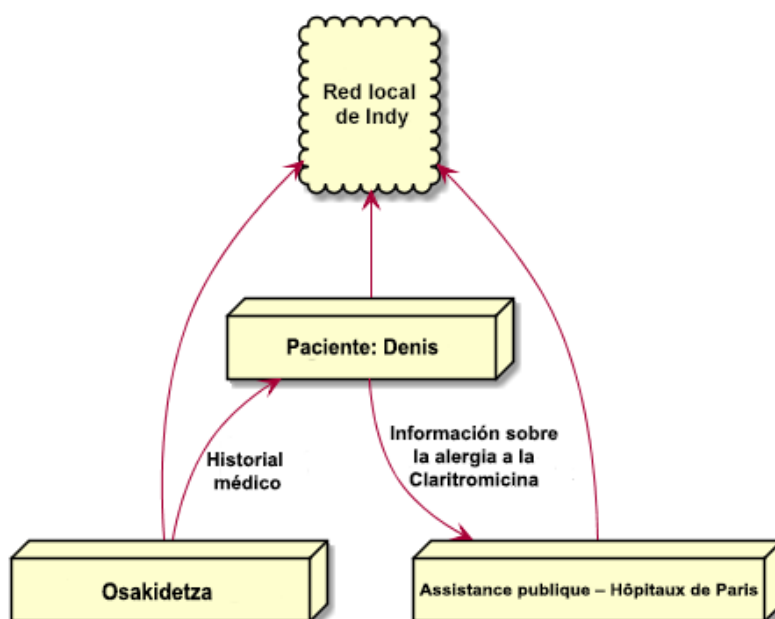 Red local
de Indy
Paciente: Denis
Historial
médico
Información sobre
la alergia a la
Claritromicina
Osakidetza
Assistance publique – Hôpitaux de Paris